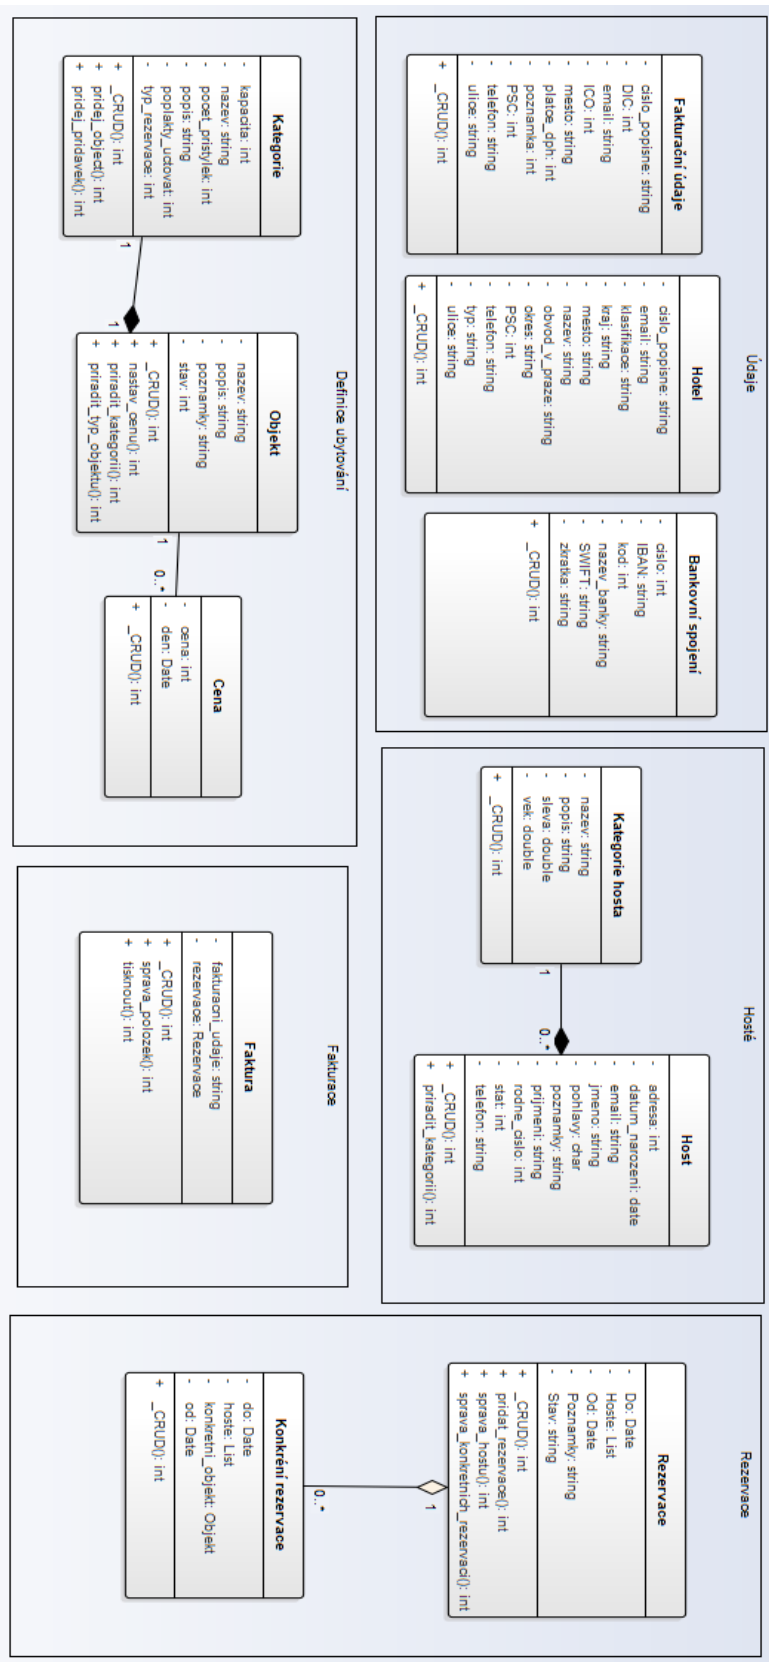 Údaje
Fakturační údaje
- cislo_popisne: string
- DIC: int
- email: string
- ICO: int
- mesto: string
- platce_dph: int
- poznamka: int
- PSC: int
- telefon: string
- ulice: string
+ _CRUD(): int
Hotel
- cislo_popisne: string
- email: string
- klasifikace: string
- kraj: string
- mesto: string
- nazev: string
- obvod_v_praze: string
- okres: string
- PSC: int
- telefon: string
- typ: string
- ulice: string
+ _CRUD(): int
Bankovní spojení
- cislo: int
- IBAN: string
- kod: int
- nazev_banky: string
- SWIFT: string
- zkratka: string
+ _CRUD(): int
Hosté
Kategorie hosta
- nazev: string
- popis: string
- sleva: double
- vek: double
+ _CRUD(): int
1
0..*
Host
- adresa: int
- datum_narozeni: date
- email: string
- jmeno: string
- pohlavy: char
- poznamky: string
- prijmeni: string
- rodne_cislo: int
- stat: int
- telefon: string
+ _CRUD(): int
+ priradit_kategorii(): int
Rezervace
Rezervace
- Do: Date
- Hoste: List
- Od: Date
- Poznamky: string
- Stav: string
+ _CRUD(): int
+ pridat_rezervace(): int
+ sprava_hostu(): int
+ sprava_konkretnich_rezervaci(): int
1
0..*
Konkréní rezervace
- do: Date
- hoste: List
- konkretni_objekt: Objekt
- od: Date
+ _CRUD(): int
Definice ubytování
Kategorie
- kapacita: int
- nazev: string
- pocet_pristylek: int
- popis: string
- poplakty_uctovat: int
- typ_rezervace: int
+ _CRUD(): int
+ pridej_object(): int
+ pridej_pridavek(): int
1
1
Objekt
- nazev: string
- popis: string
- poznamky: string
- stav: int
+ _CRUD(): int
+ nastav_cenu(): int
+ priradit_kategorii(): int
+ priradit_typ_objektu(): int
1
0..*
Cena
- cena: int
- den: Date
+ _CRUD(): int
Fakturace
Faktura
- fakturacni_udaje: string
- rezervace: Rezervace
+ _CRUD(): int
+ sprava_polozek(): int
+ tisknout(): int